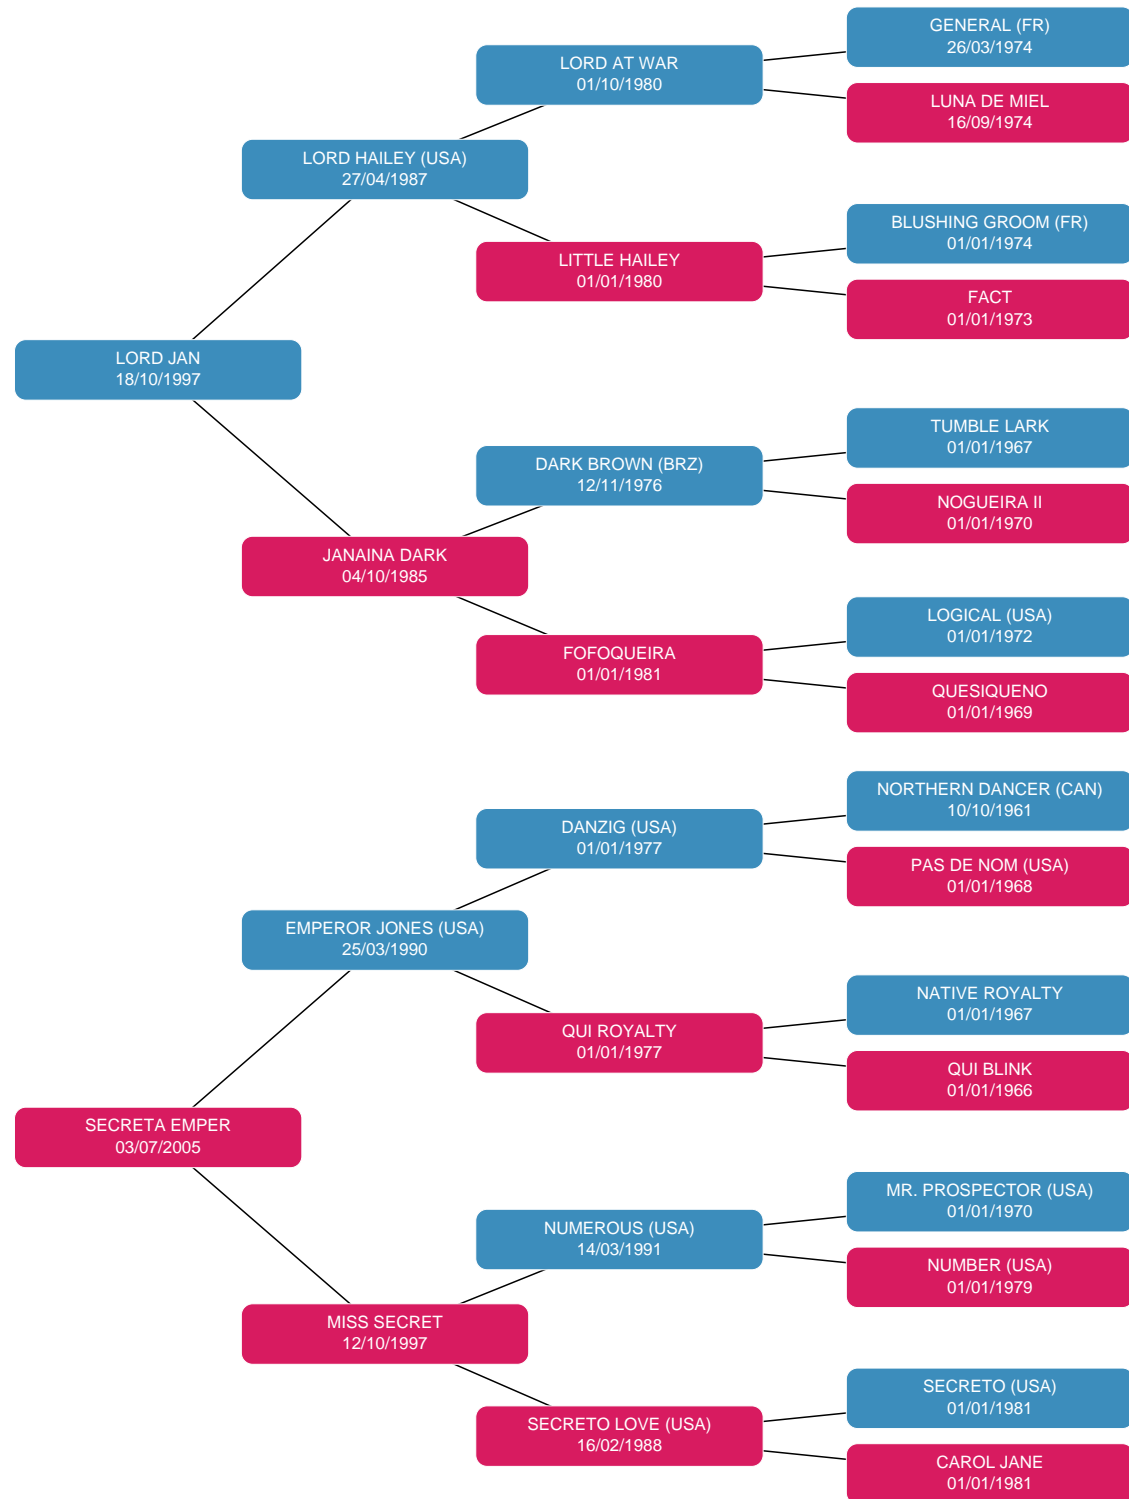 GENERAL (FR)
26/03/1974
LORD AT WAR
01/10/1980
LUNA DE MIEL
16/09/1974
LORD HAILEY (USA)
27/04/1987
BLUSHING GROOM (FR)
01/01/1974
LITTLE HAILEY
01/01/1980
FACT
01/01/1973
LORD JAN
18/10/1997
TUMBLE LARK
01/01/1967
DARK BROWN (BRZ)
12/11/1976
NOGUEIRA II
01/01/1970
JANAINA DARK
04/10/1985
LOGICAL (USA)
01/01/1972
FOFOQUEIRA
01/01/1981
QUESIQUENO
01/01/1969
NORTHERN DANCER (CAN)
10/10/1961
DANZIG (USA)
01/01/1977
PAS DE NOM (USA)
01/01/1968
EMPEROR JONES (USA)
25/03/1990
NATIVE ROYALTY
01/01/1967
QUI ROYALTY
01/01/1977
QUI BLINK
01/01/1966
SECRETA EMPER
03/07/2005
MR. PROSPECTOR (USA)
01/01/1970
NUMEROUS (USA)
14/03/1991
NUMBER (USA)
01/01/1979
MISS SECRET
12/10/1997
SECRETO (USA)
01/01/1981
SECRETO LOVE (USA)
16/02/1988
CAROL JANE
01/01/1981